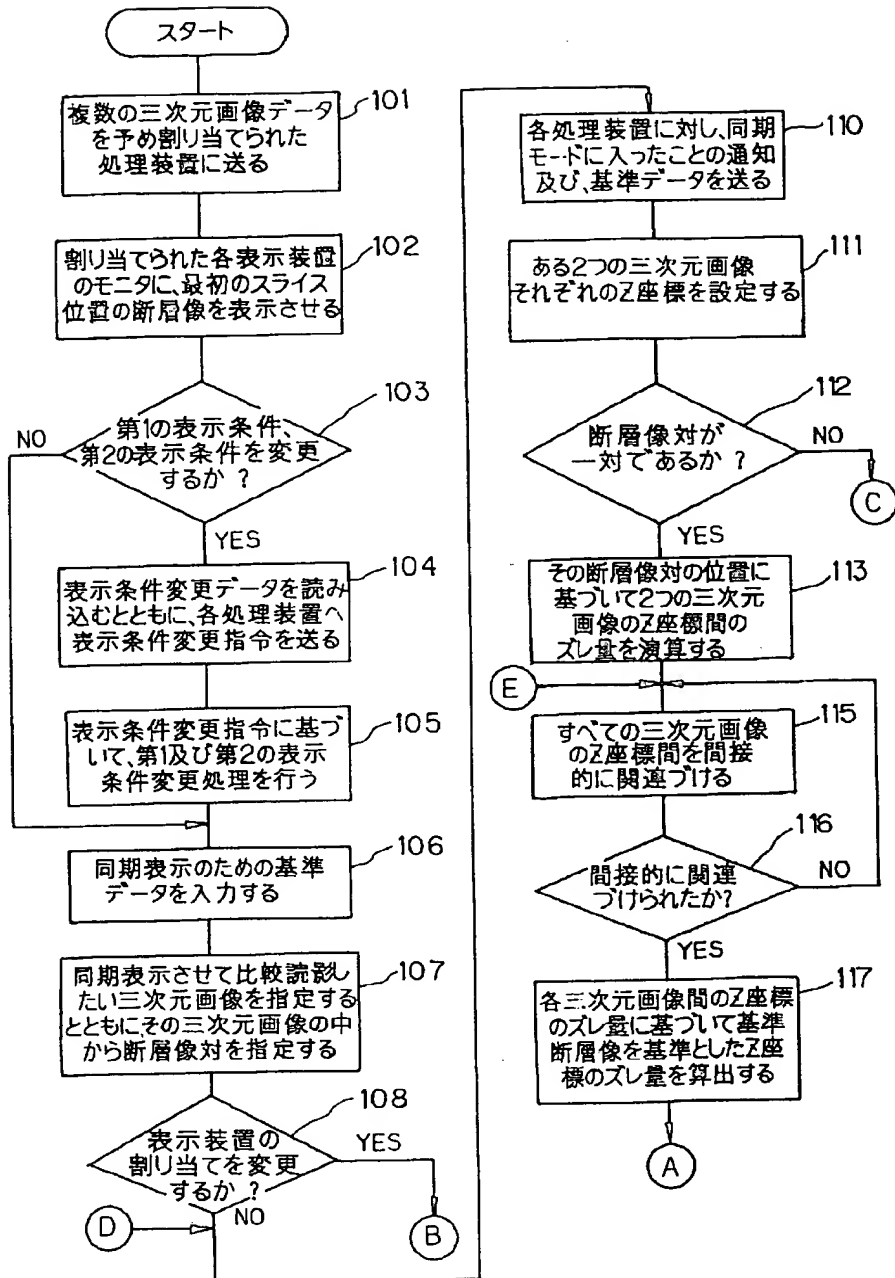 スタート
101
複数の三次元画像データ
を予め割り当てられた
処理装置に送る
102
割り当てられた各表示装置
のモニタに、最初のスライス
位置の断層像を表示させる
103
第1の表示条件、
第2の表示条件を変更
するか？
NO
YES
104
表示条件変更データを読み
込むとともに、各処理装置へ
表示条件変更指令を送る
105
表示条件変更指令に基づ
いて、第1及び第2の表示
条件変更処理を行う
106
同期表示のための基準
データを入力する
107
同期表示させて比較読影し
たい三次元画像を指定する
とともに、その三次元画像の中
から断層像対を指定する
108
表示装置の
割り当てを変更
するか？
YES
NO
D
B
110
各処理装置に対し、同期
モードに入ったことの通知
及び、基準データを送る
111
ある2つの三次元画像
それぞれのZ座標を設定する
112
断層像対が
一対であるか？
NO
C
YES
113
その断層像対の位置に
基づいて2つの三次元
画像のZ座標間の
ズレ量を演算する
E
115
すべての三次元画像
のZ座標間を間接
的に関連づける
116
間接的に関連
づけられたか？
NO
YES
117
各三次元画像間のZ座標
のズレ量に基づいて基準
断層像を基準としたZ座
標のズレ量を算出する
A